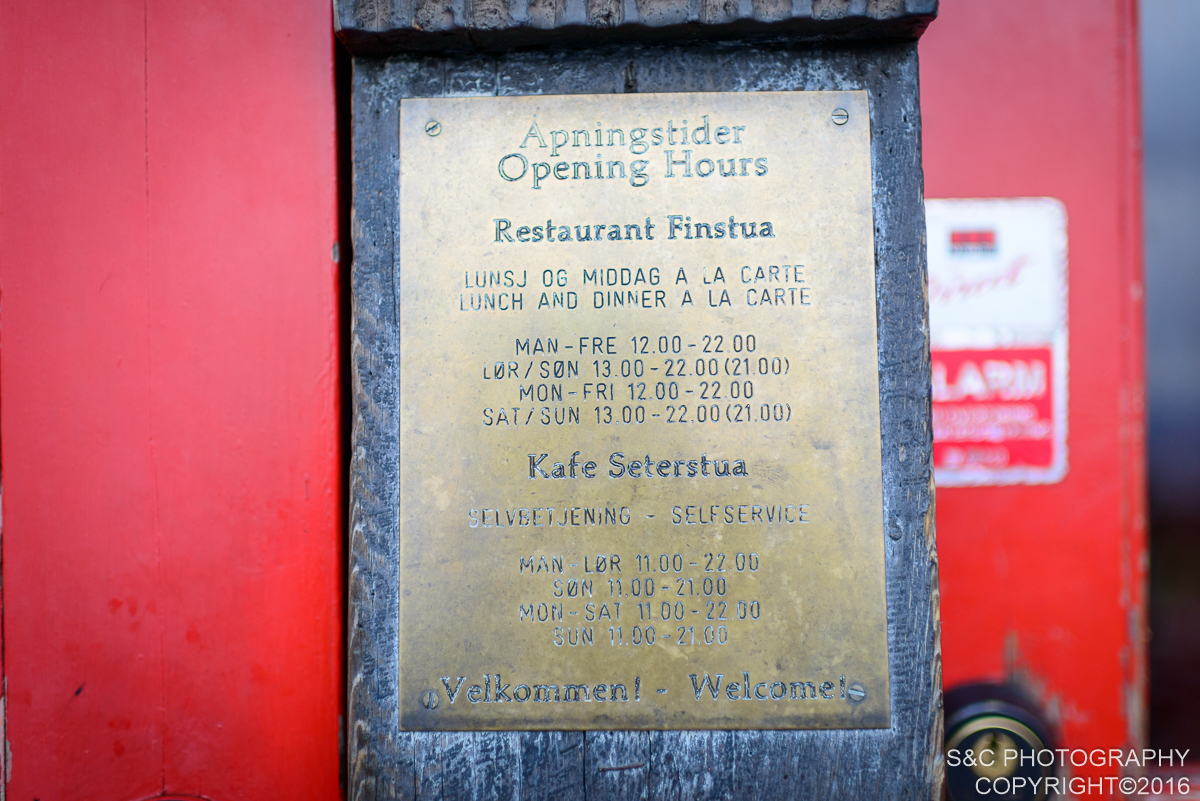 Åpningstider
Opening Hours
Restaurant Finstua
LUNSJ OG MIDDAG A LA CARTE
LUNCH AND DINNER A LA CARTE
MAN-FRE 12.00-22.00
LØR/SØN 13.00-22.00(21.00)
MON-FRI 12.00-22.00
SAT/SUN 13.00-22.00(21.00)
Kafe Seterstua
SELVBETJENING - SELFSERVICE
MAN-LØR 11.00-22.00
SØN 11.00-21.00
MON-SAT 11.00-22.00
SUN 11.00-21.00
Velkommen! - Welcome!
LARM
S&C PHOTOGRAPHY
COPYRIGHT©2016